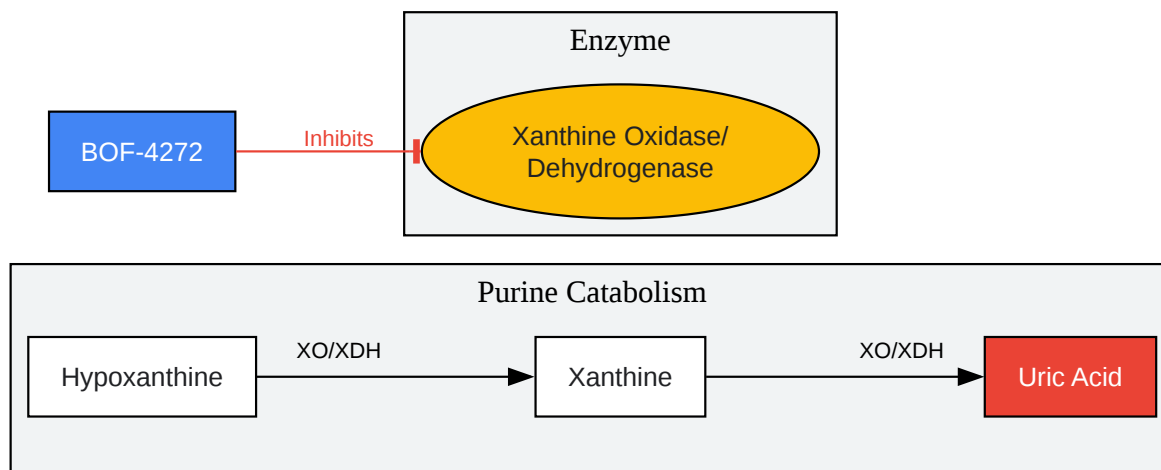 Enzyme
BOF-4272
Inhibits
Xanthine Oxidase/
Dehydrogenase
Purine Catabolism
Hypoxanthine
XO/XDH
Xanthine
XO/XDH
Uric Acid